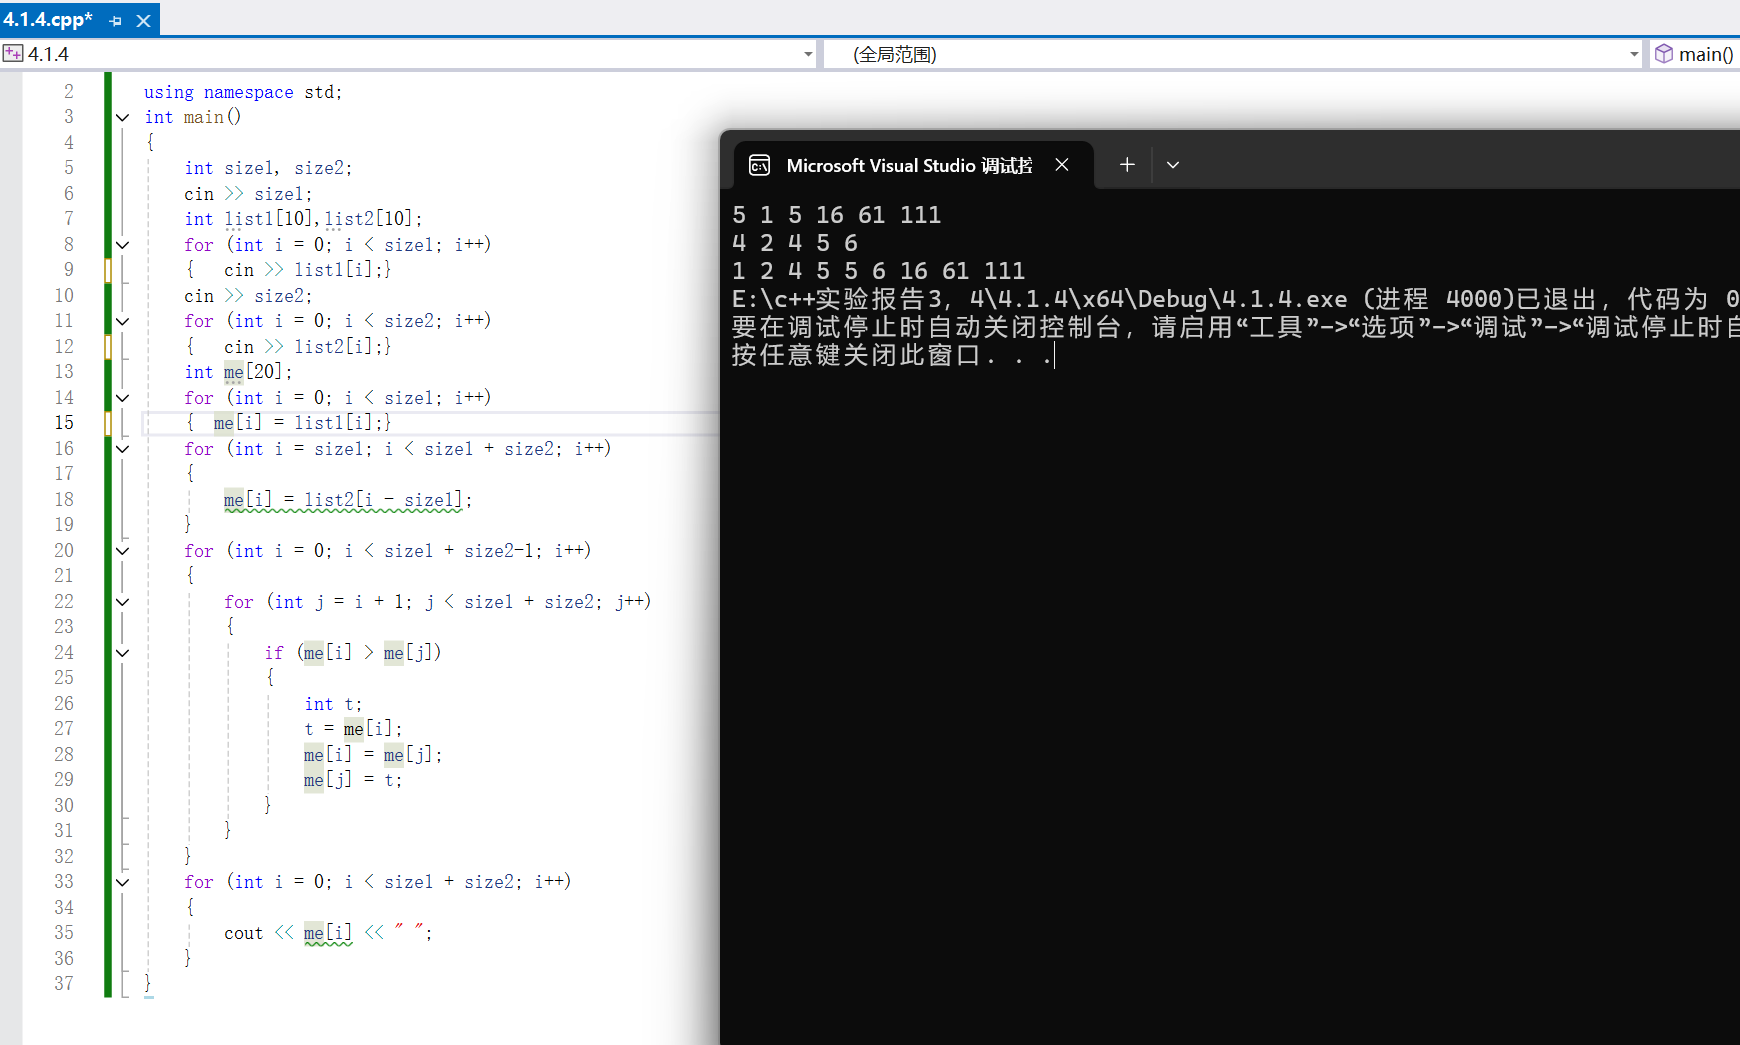 4.1.4.cpp*
4.1.4
(全局范围)
main()
2 using namespace std;
3 int main()
4 {
5 int size1, size2;
6 cin >> size1;
7 int list1[10],list2[10];
8 for (int i = 0; i < size1; i++)
9 { cin >> list1[i];}
10 cin >> size2;
11 for (int i = 0; i < size2; i++)
12 { cin >> list2[i];}
13 int me[20];
14 for (int i = 0; i < size1; i++)
15 { me[i] = list1[i];}
16 for (int i = size1; i < size1 + size2; i++)
17 {
18 me[i] = list2[i - size1];
19 }
20 for (int i = 0; i < size1 + size2-1; i++)
21 {
22 for (int j = i + 1; j < size1 + size2; j++)
23 {
24 if (me[i] > me[j])
25 {
26 int t;
27 t = me[i];
28 me[i] = me[j];
29 me[j] = t;
30 }
31 }
32 }
33 for (int i = 0; i < size1 + size2; i++)
34 {
35 cout << me[i] << " ";
36 }
37 }
Microsoft Visual Studio 调试控
5 1 5 16 61 111
4 2 4 5 6
1 2 4 5 5 6 16 61 111
E:\c++实验报告3, 4\4.1.4\x64\Debug\4.1.4.exe (进程 4000)已退出，代码为 0
要在调试停止时自动关闭控制台，请启用“工具”->“选项”->“调试”->“调试停止时自
按任意键关闭此窗口. . .